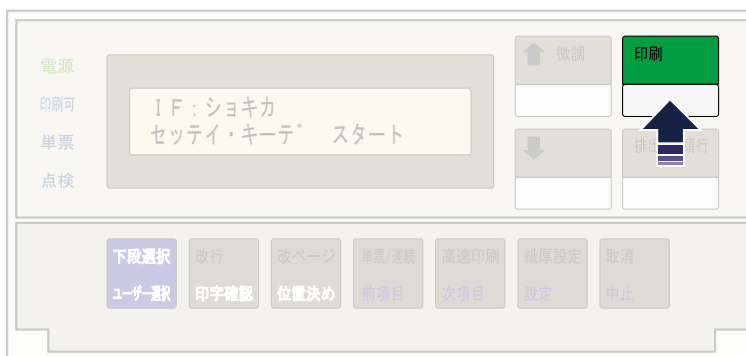 電源
印刷可
単票
点検
ＩＦ：ショキカ
セッテイ・キーデ゛　スタート
微調
印刷
下段選択
ユーザー選択
改行
印字確認
改ページ
位置決め
単票/連続
前項目
高速印刷
次項目
紙厚設定
設定
取消
中止